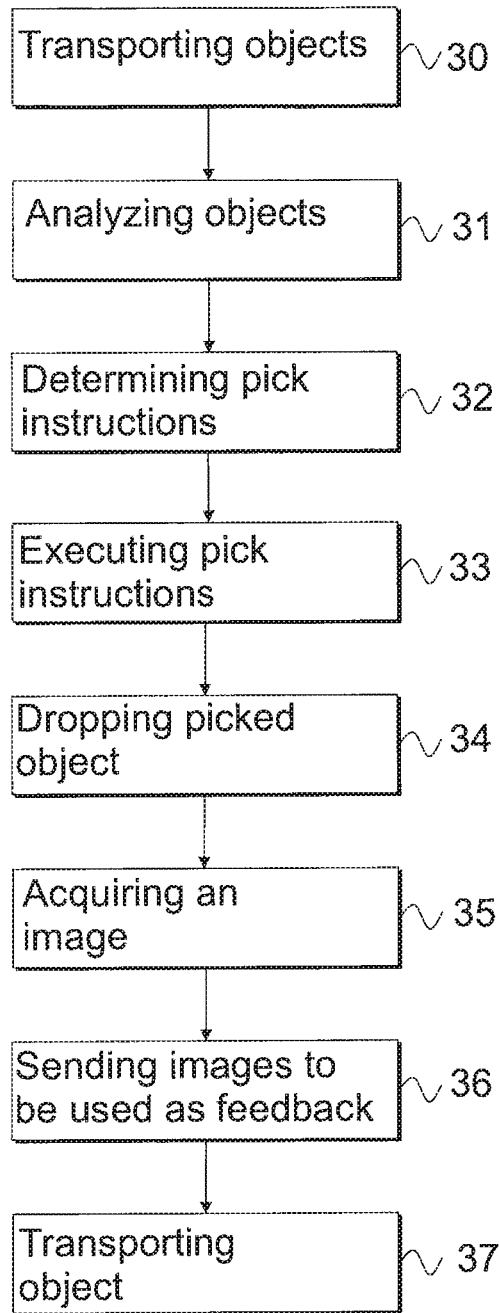 Transporting objects
30
Analyzing objects
31
Determining pick
instructions
32
Executing pick
instructions
33
Dropping picked
object
34
Acquiring an
image
35
Sending images to
be used as feedback
36
Transporting
object
37